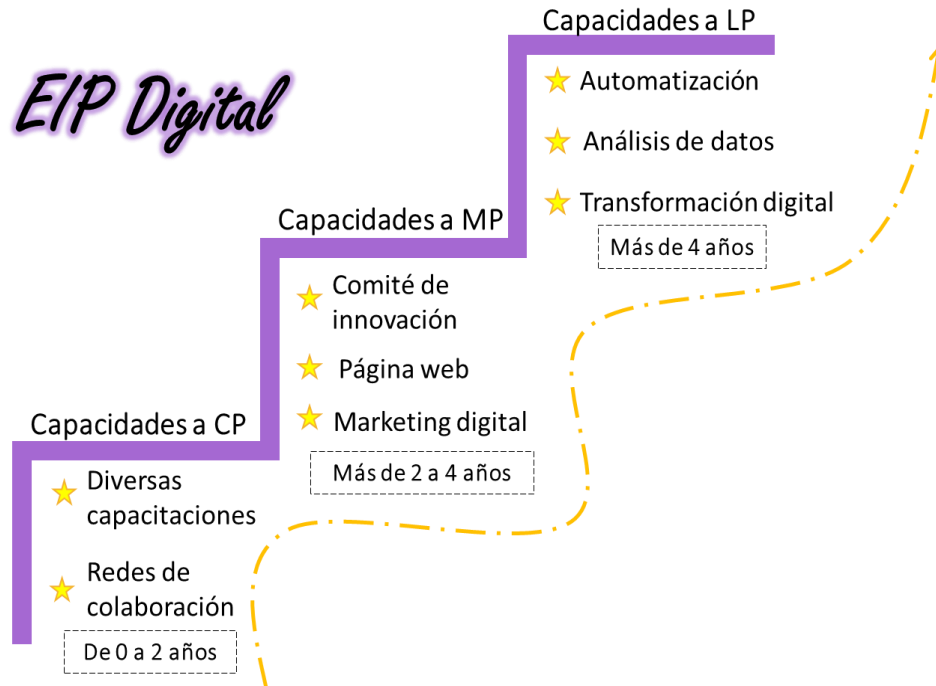 EIP Digital
Capacidades a LP
Automatización
Análisis de datos
Transformación digital
Más de 4 años
Capacidades a MP
Comité de
innovación
Página web
Marketing digital
Más de 2 a 4 años
Capacidades a CP
Diversas
capacitaciones
Redes de
colaboración
De 0 a 2 años